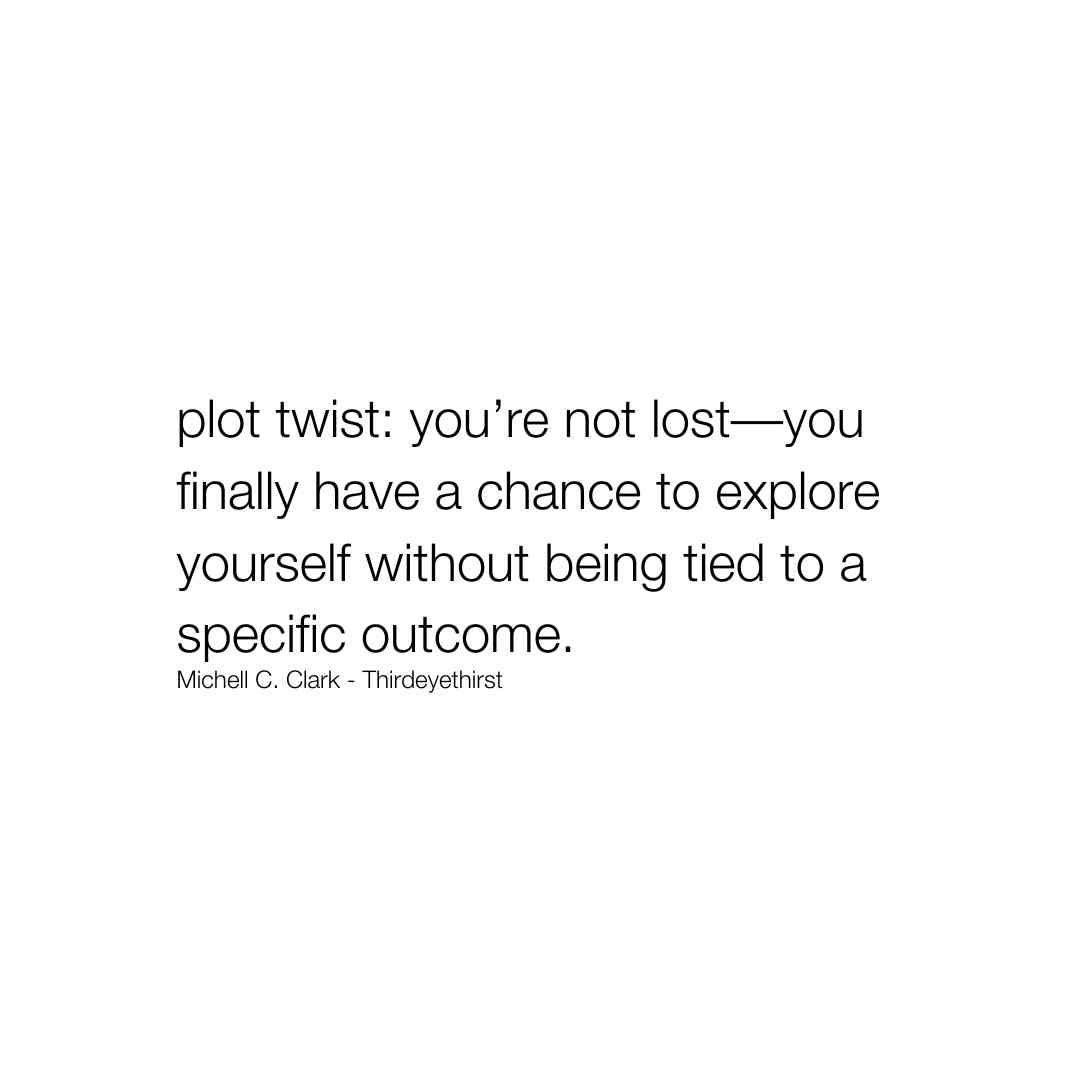 plot twist: you’re not lost—you
finally have a chance to explore
yourself without being tied to a
specific outcome.
Michell C. Clark - Thirdeyethirst